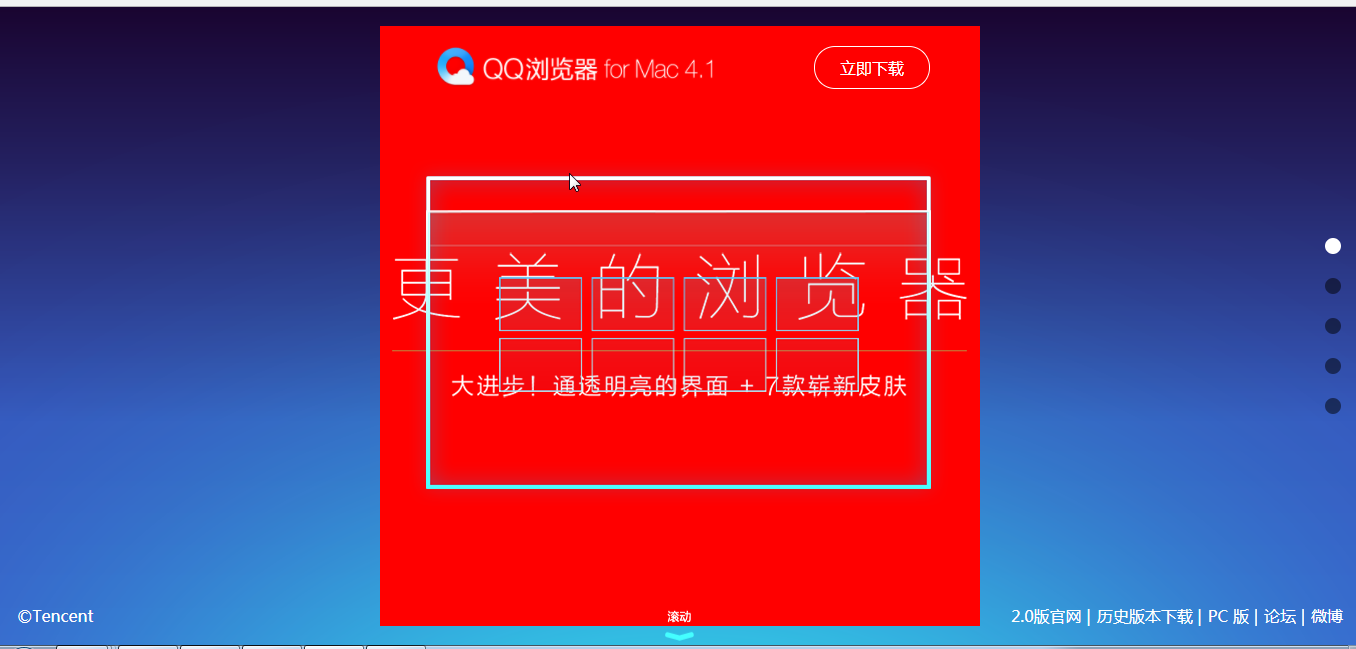 QQ浏览器 for Mac 4.1
立即下载
更美的浏览器
大进步！通透明亮的界面 + 7款崭新皮肤
滚动
©Tencent
2.0版官网 | 历史版本下载 | PC 版 | 论坛 | 微博